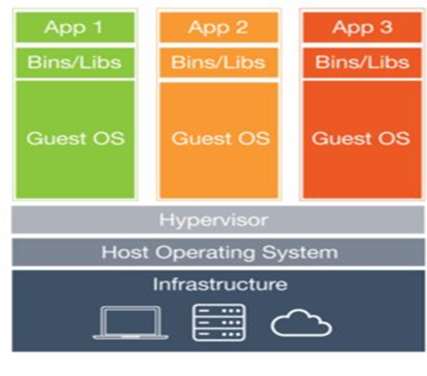 App 1
App 2
App 3
Bins/Libs
Bins/Libs
Bins/Libs
Guest OS
Guest OS
Guest OS
Hypervisor
Host Operating System
Infrastructure